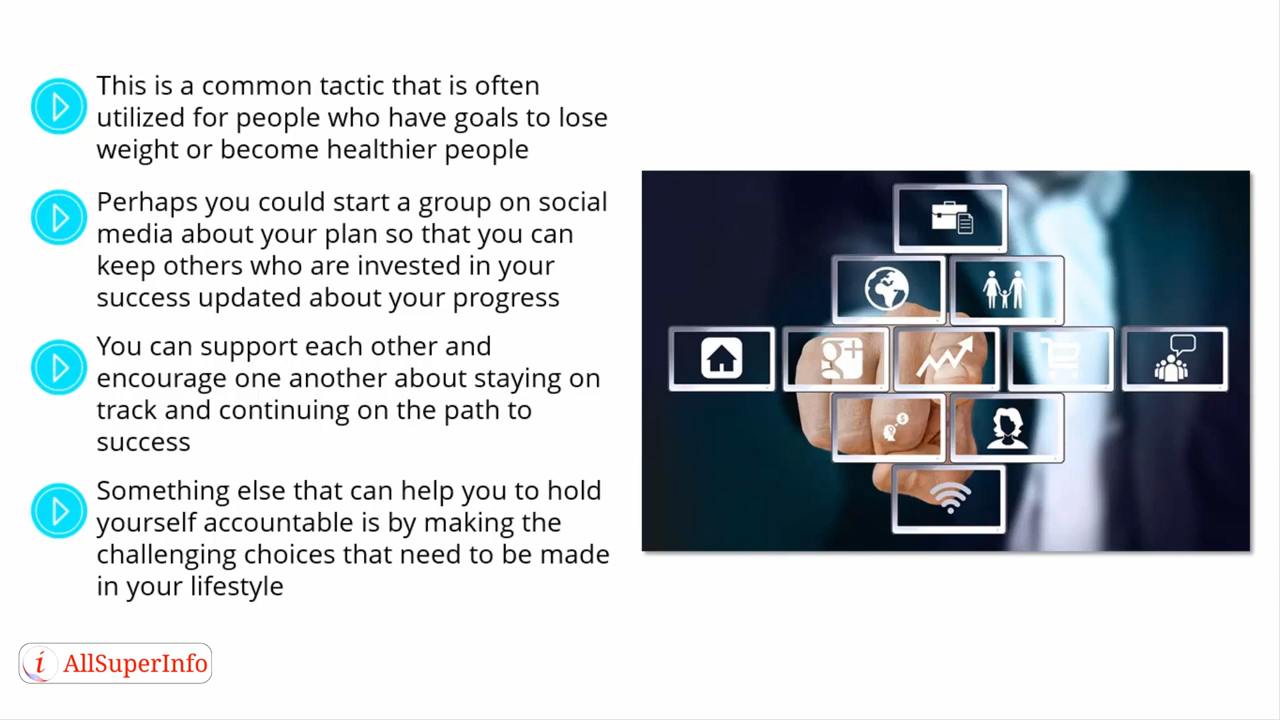 This is a common tactic that is often
utilized for people who have goals to lose
weight or become healthier people
Perhaps you could start a group on social
media about your plan so that you can
keep others who are invested in your
success updated about your progress
You can support each other and
encourage one another about staying on
track and continuing on the path to
success
Something else that can help you to hold
yourself accountable is by making the
challenging choices that need to be made
in your lifestyle
i AllSuperInfo